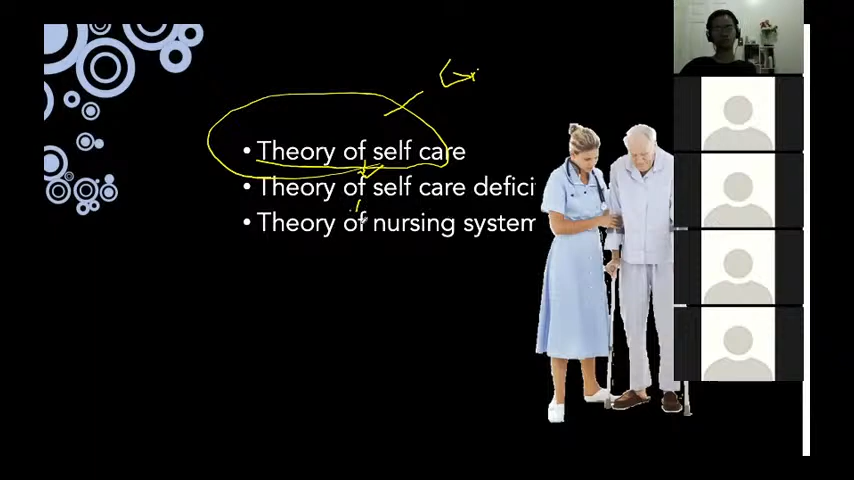 • Theory of self care
• Theory of self care defici
• Theory of nursing system